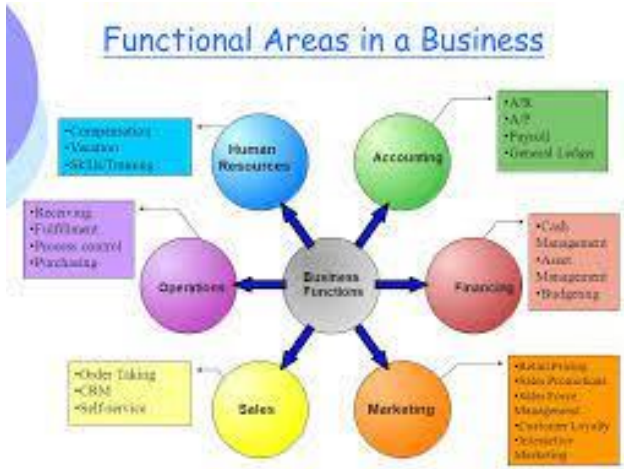 Functional Areas in a Business
•Compensation
•Vacation
•Skills/Training
Human
Resources
Accounting
•A/R
•A/P
•Payroll
•General Ledger
•Receiving
•Fulfillment
•Process control
•Purchasing
Operations
Business
Functions
Financing
•Cash
Management
•Asset
Management
•Budgeting
•Order Taking
•CRM
•Self-service
Sales
Marketing
•Retail Pricing
•Sales Promotions
•Sales Force
Management
•Customer Loyalty
•Interactive
Marketing